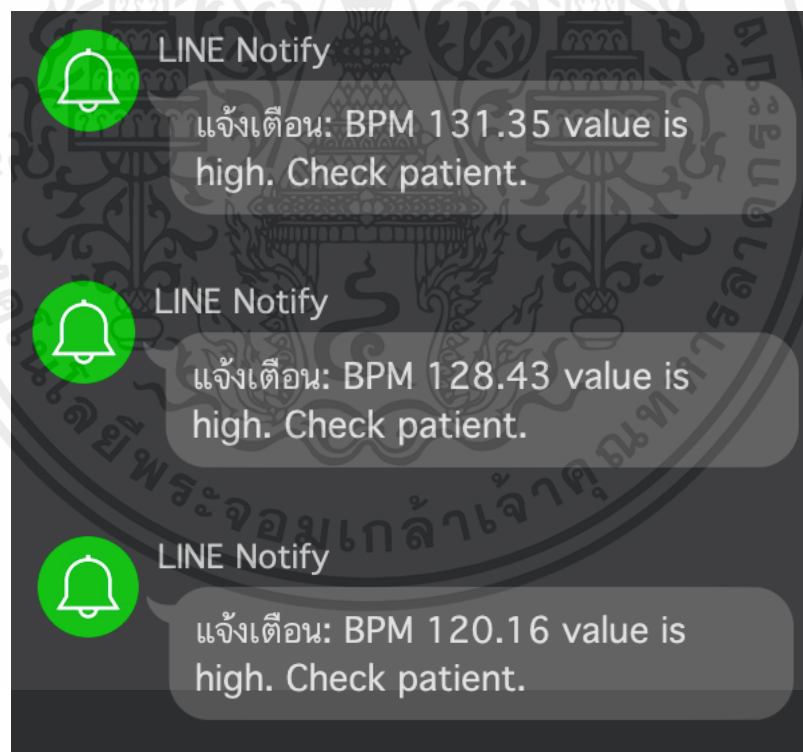 LINE Notify
แจ้งเตือน: BPM 131.35 value is
high. Check patient.
LINE Notify
แจ้งเตือน: BPM 128.43 value is
high. Check patient.
LINE Notify
แจ้งเตือน: BPM 120.16 value is
high. Check patient.